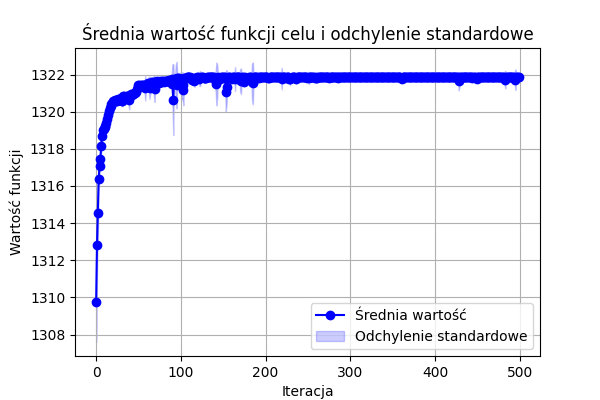 Średnia wartość funkcji celu i odchylenie standardowe
Wartość funkcji
1322
1320
1318
1316
1314
1312
1310
1308
Średnia wartość
Odchylenie standardowe
0 100 200 300 400 500
Iteracja